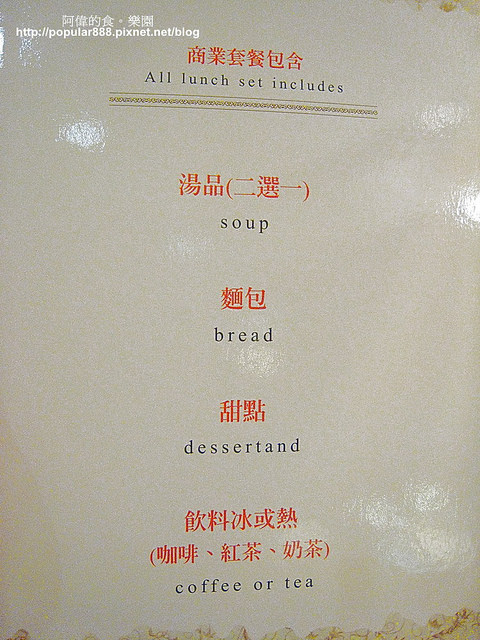 阿偉的食。樂園
http://popular888.pixnet.net/blog
商業套餐包含
All lunch set includes
湯品(二選一)
soup
麵包
bread
甜點
dessertand
飲料冰或熱
(咖啡、紅茶、奶茶)
coffee or tea